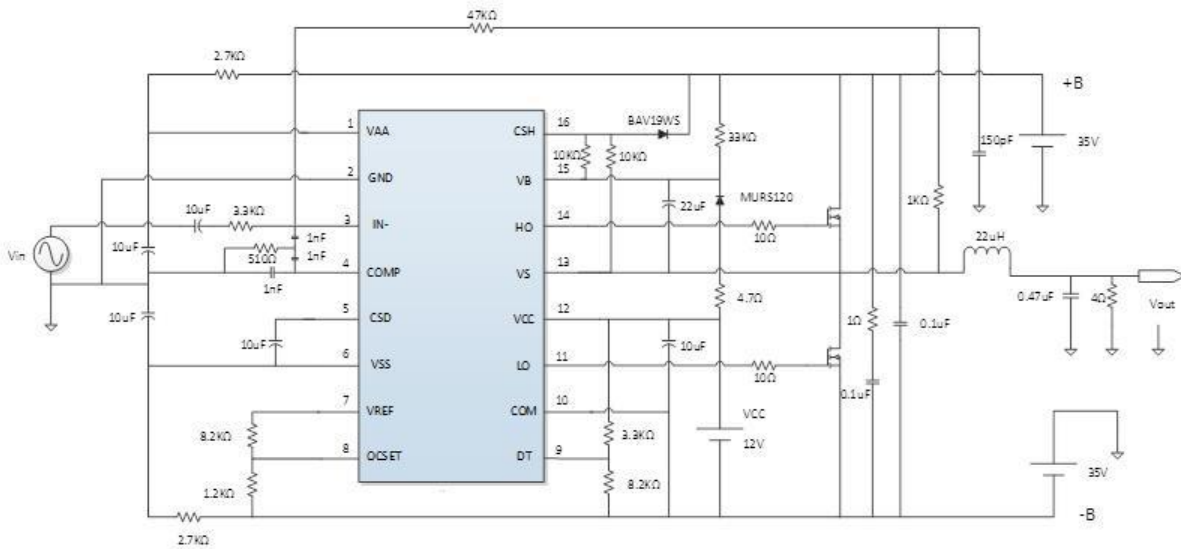 47KΩ
2.7KΩ
+B
1 VAA CSH 16 BAV19WS
10KΩ 10KΩ 33KΩ 150pF 35V
2 GND VB 15
MURS120
10uF 3.3KΩ 3 IN- HO 14 22uF 10Ω 1KΩ
Vin 10uF 1nF 22uH
510Ω 1nF
1nF 4 COMP VS 13
4.7Ω 0.47uF 4Ω Vout
10uF 5 CSD VCC 12 1Ω 0.1uF
10uF 10uF
6 VSS LO 11 10Ω
0.1uF
7 VREF COM 10 VCC
8.2KΩ 3.3KΩ 12V
8 OCSET DT 9 35V
1.2KΩ 8.2KΩ
-B
2.7KΩ